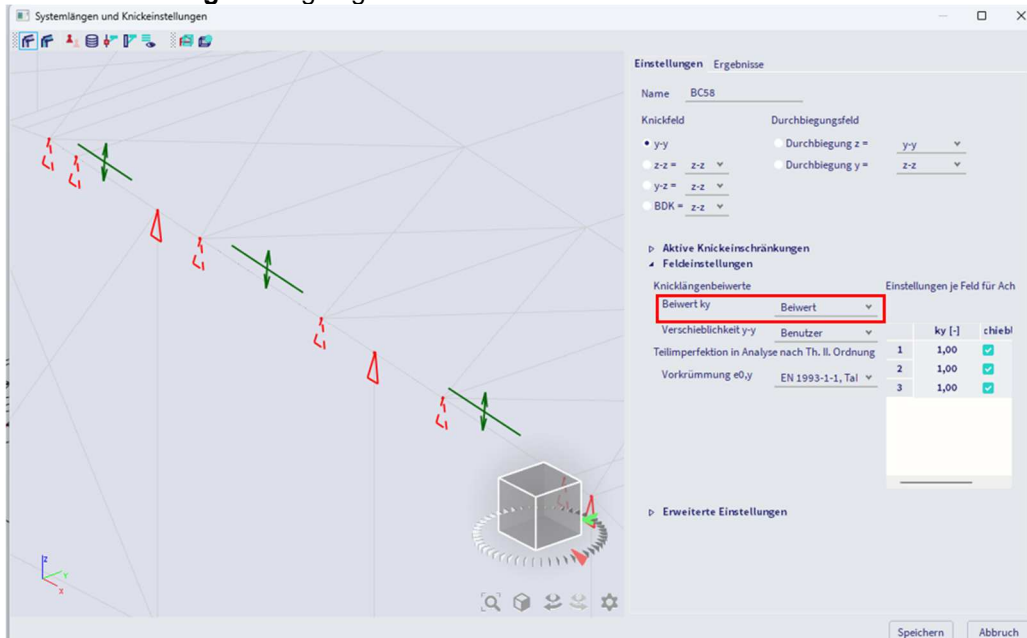 Systemlängen und Knickeinstellungen
Einstellungen Ergebnisse
Name BC58
Knickfeld Durchbiegungsfeld
y-y Durchbiegung z = y-y
z-z = z-z Durchbiegung y = z-z
y-z = z-z
BDK = z-z
Aktive Knickeinschränkungen
Feldeinstellungen
Knicklängenbeiwerte Einstellungen je Feld für Ach
Beiwert ky Beiwert
Verschieblichkeit y-y Benutzer ky [-] chiebl
Teilimperfektion in Analyse nach Th. II. Ordnung 1 1,00
Vorkrümmung e0,y EN 1993-1-1, Tal 2 1,00
3 1,00
Erweiterte Einstellungen
z
Y
x
Speichern Abbruch